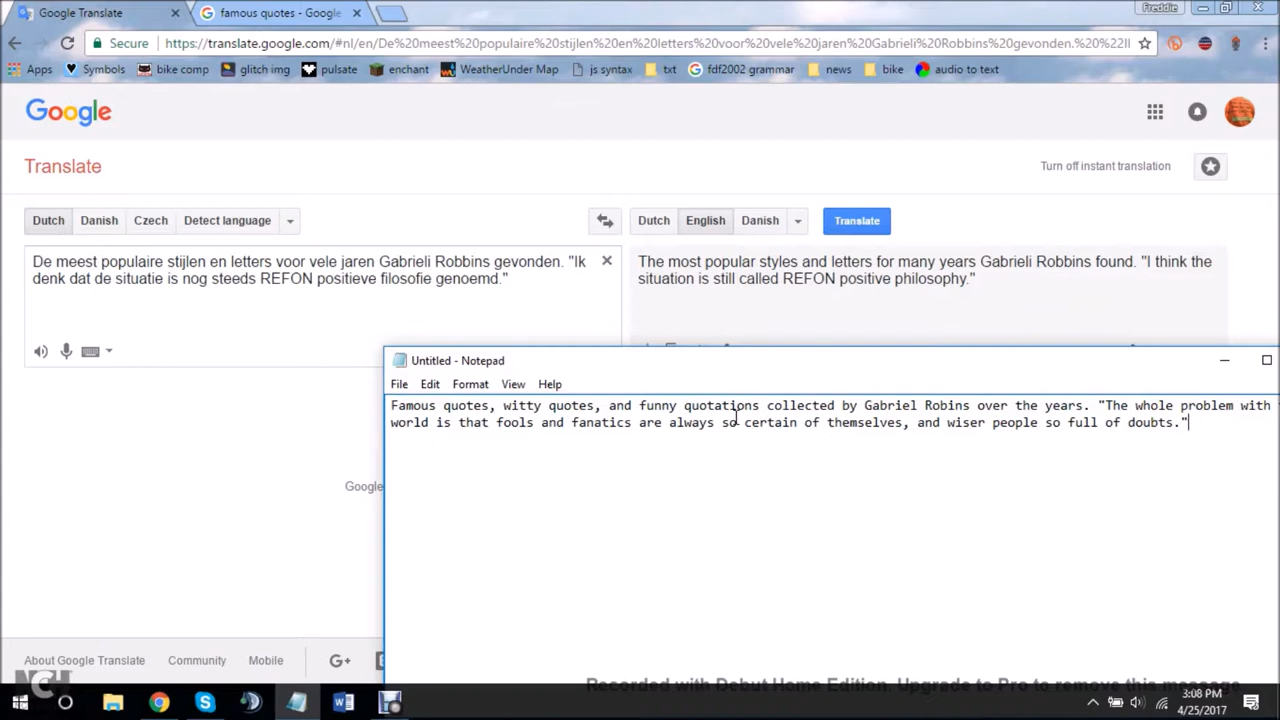 Google Translate
famous quotes - Google
Freddie
Secure
https://translate.google.com/#nl/en/De%20meest%20populaire%20stijlen%20en%20letters%20voor%20vele%20jaren%20Gabrieli%20Robbins%20gevonden.%20%22Il
Apps
Symbols
bike comp
glitch img
pulsate
enchant
WeatherUnder Map
js syntax
txt
fdf2002 grammar
news
bike
audio to text
Google
Translate
Turn off instant translation
Dutch
Danish
Czech
Detect language
Dutch
English
Danish
Translate
De meest populaire stijlen en letters voor vele jaren Gabrieli Robbins gevonden. "Ik
denk dat de situatie is nog steeds REFON positieve filosofie genoemd."
The most popular styles and letters for many years Gabrieli Robbins found. "I think the
situation is still called REFON positive philosophy."
Untitled - Notepad
File Edit Format View Help
Famous quotes, witty quotes, and funny quotations collected by Gabriel Robins over the years. "The whole problem with
world is that fools and fanatics are always so certain of themselves, and wiser people so full of doubts."
Google
About Google Translate
Community
Mobile
G+
NCH
Recorded with Debut Home Edition. Upgrade to Pro to remove this message
3:08 PM
4/25/2017